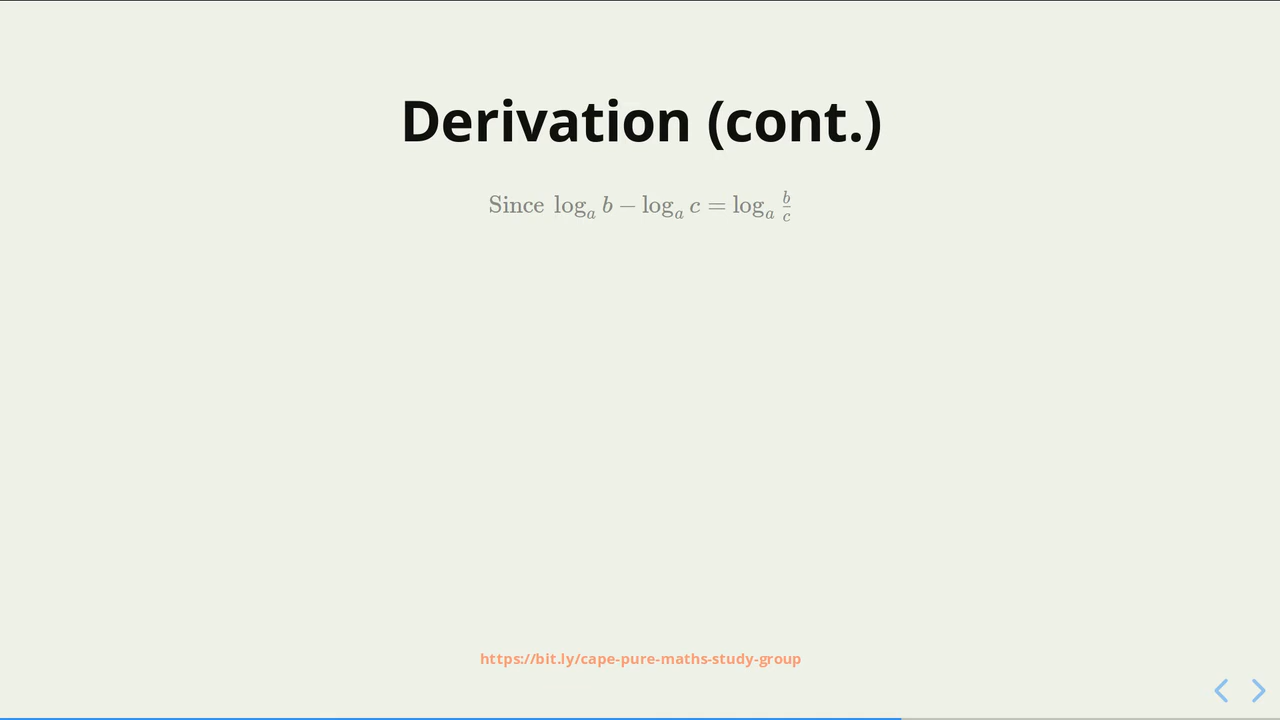 Derivation (cont.)
Since log_a b − log_a c = log_a b/c
https://bit.ly/cape-pure-maths-study-group